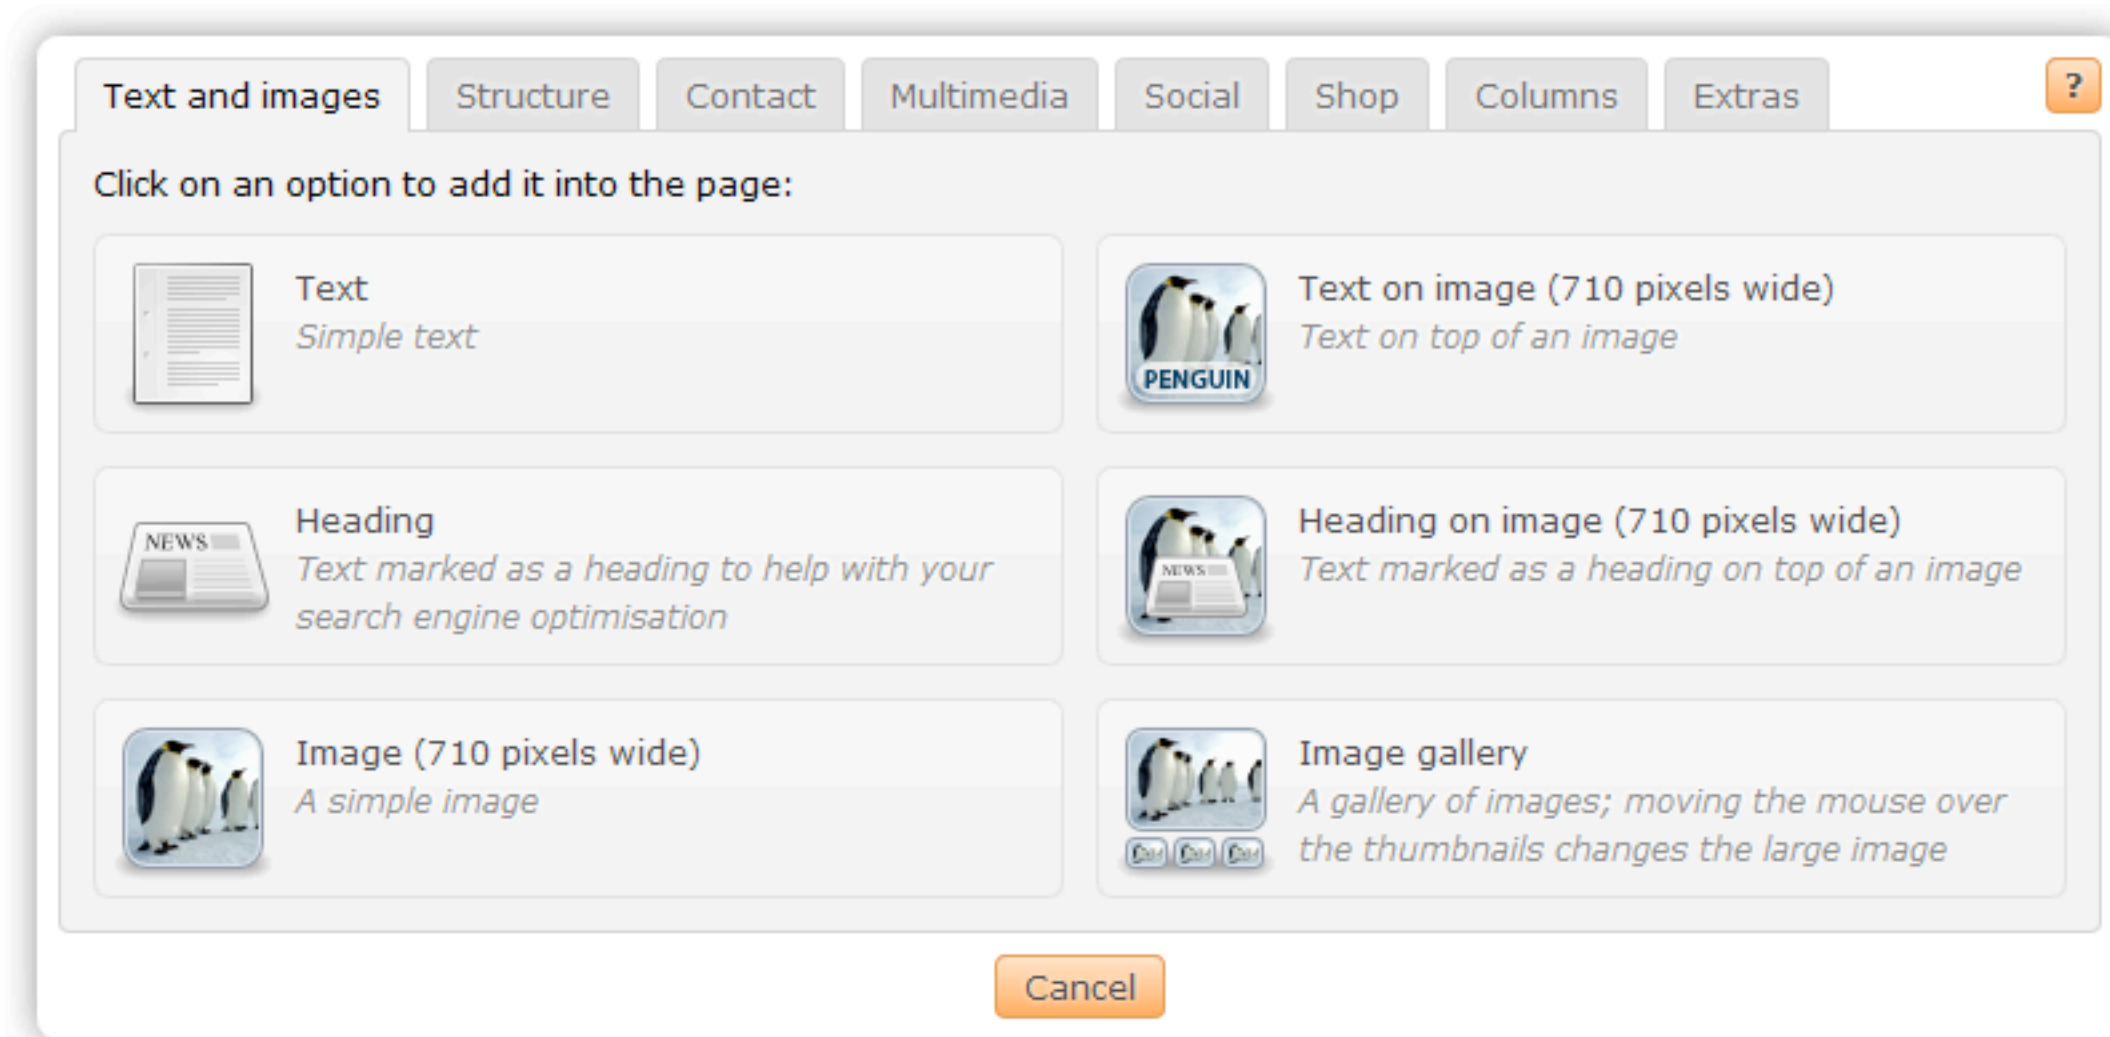 Text and images
Structure
Contact
Multimedia
Social
Shop
Columns
Extras
?
Click on an option to add it into the page:
Text
Simple text
Text on image (710 pixels wide)
Text on top of an image
PENGUIN
Heading
Text marked as a heading to help with your
search engine optimisation
NEWS
Heading on image (710 pixels wide)
Text marked as a heading on top of an image
NEWS
Image (710 pixels wide)
A simple image
Image gallery
A gallery of images; moving the mouse over
the thumbnails changes the large image
Cancel